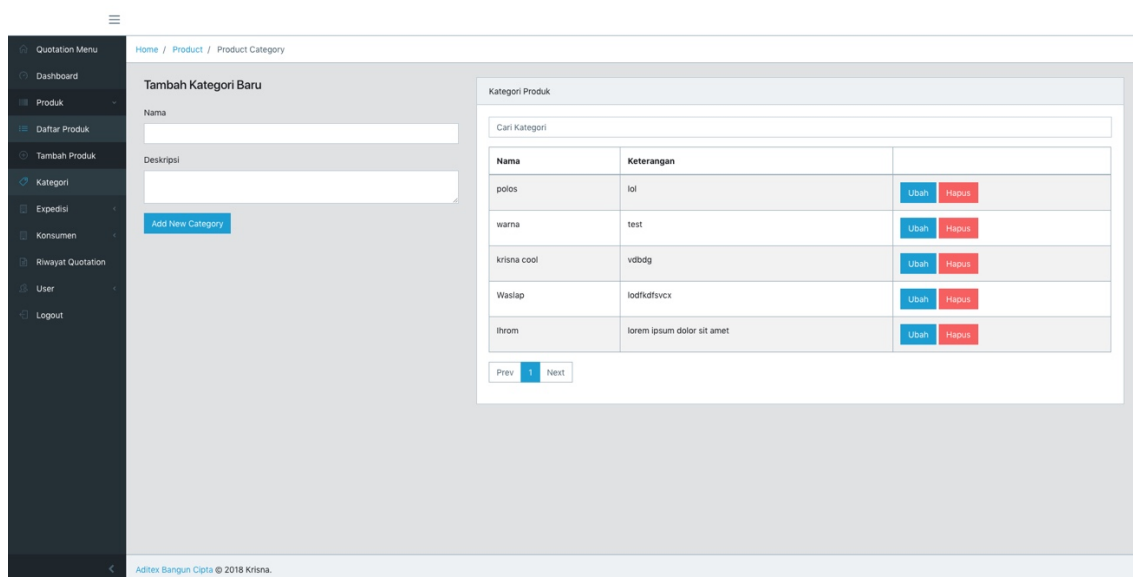 Quotation Menu
Dashboard
Produk
Daftar Produk
Tambah Produk
Kategori
Expedisi
Konsumen
Riwayat Quotation
User
Logout
Home / Product / Product Category
Tambah Kategori Baru
Nama
Deskripsi
Add New Category
Kategori Produk
Cari Kategori
Nama Keterangan
polos lol Ubah Hapus
warna test Ubah Hapus
krisna cool vdbdg Ubah Hapus
Waslap lodfkdfsvcx Ubah Hapus
Ihrom lorem ipsum dolor sit amet Ubah Hapus
Prev 1 Next
Aditex Bangun Cipta © 2018 Krisna.